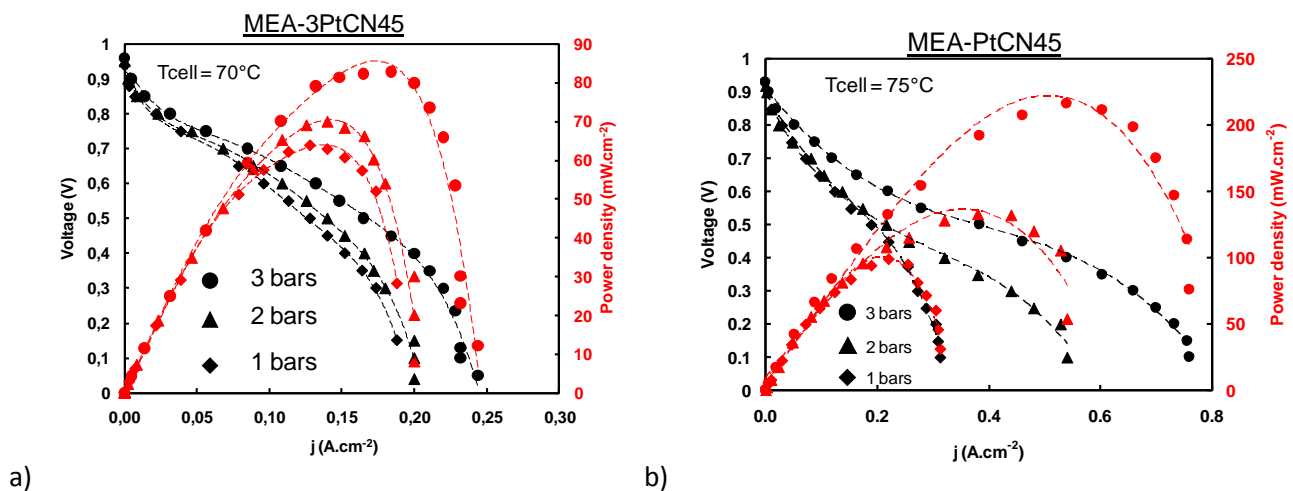 MEA-3PtCN45
Tcell = 70°C
Voltage (V)
1
0,9
0,8
0,7
0,6
0,5
0,4
0,3
0,2
0,1
0
3 bars
2 bars
1 bars
90
80
70
60
50
40
30
20
10
0
Power density (mW.cm-2)
0,00 0,05 0,10 0,15 0,20 0,25 0,30
j (A.cm-2)
a)
MEA-PtCN45
Tcell = 75°C
Voltage (V)
1
0.9
0.8
0.7
0.6
0.5
0.4
0.3
0.2
0.1
0
3 bars
2 bars
1 bars
250
200
150
100
50
0
Power density (mW.cm-2)
0.0 0.2 0.4 0.6 0.8
j (A.cm-2)
b)